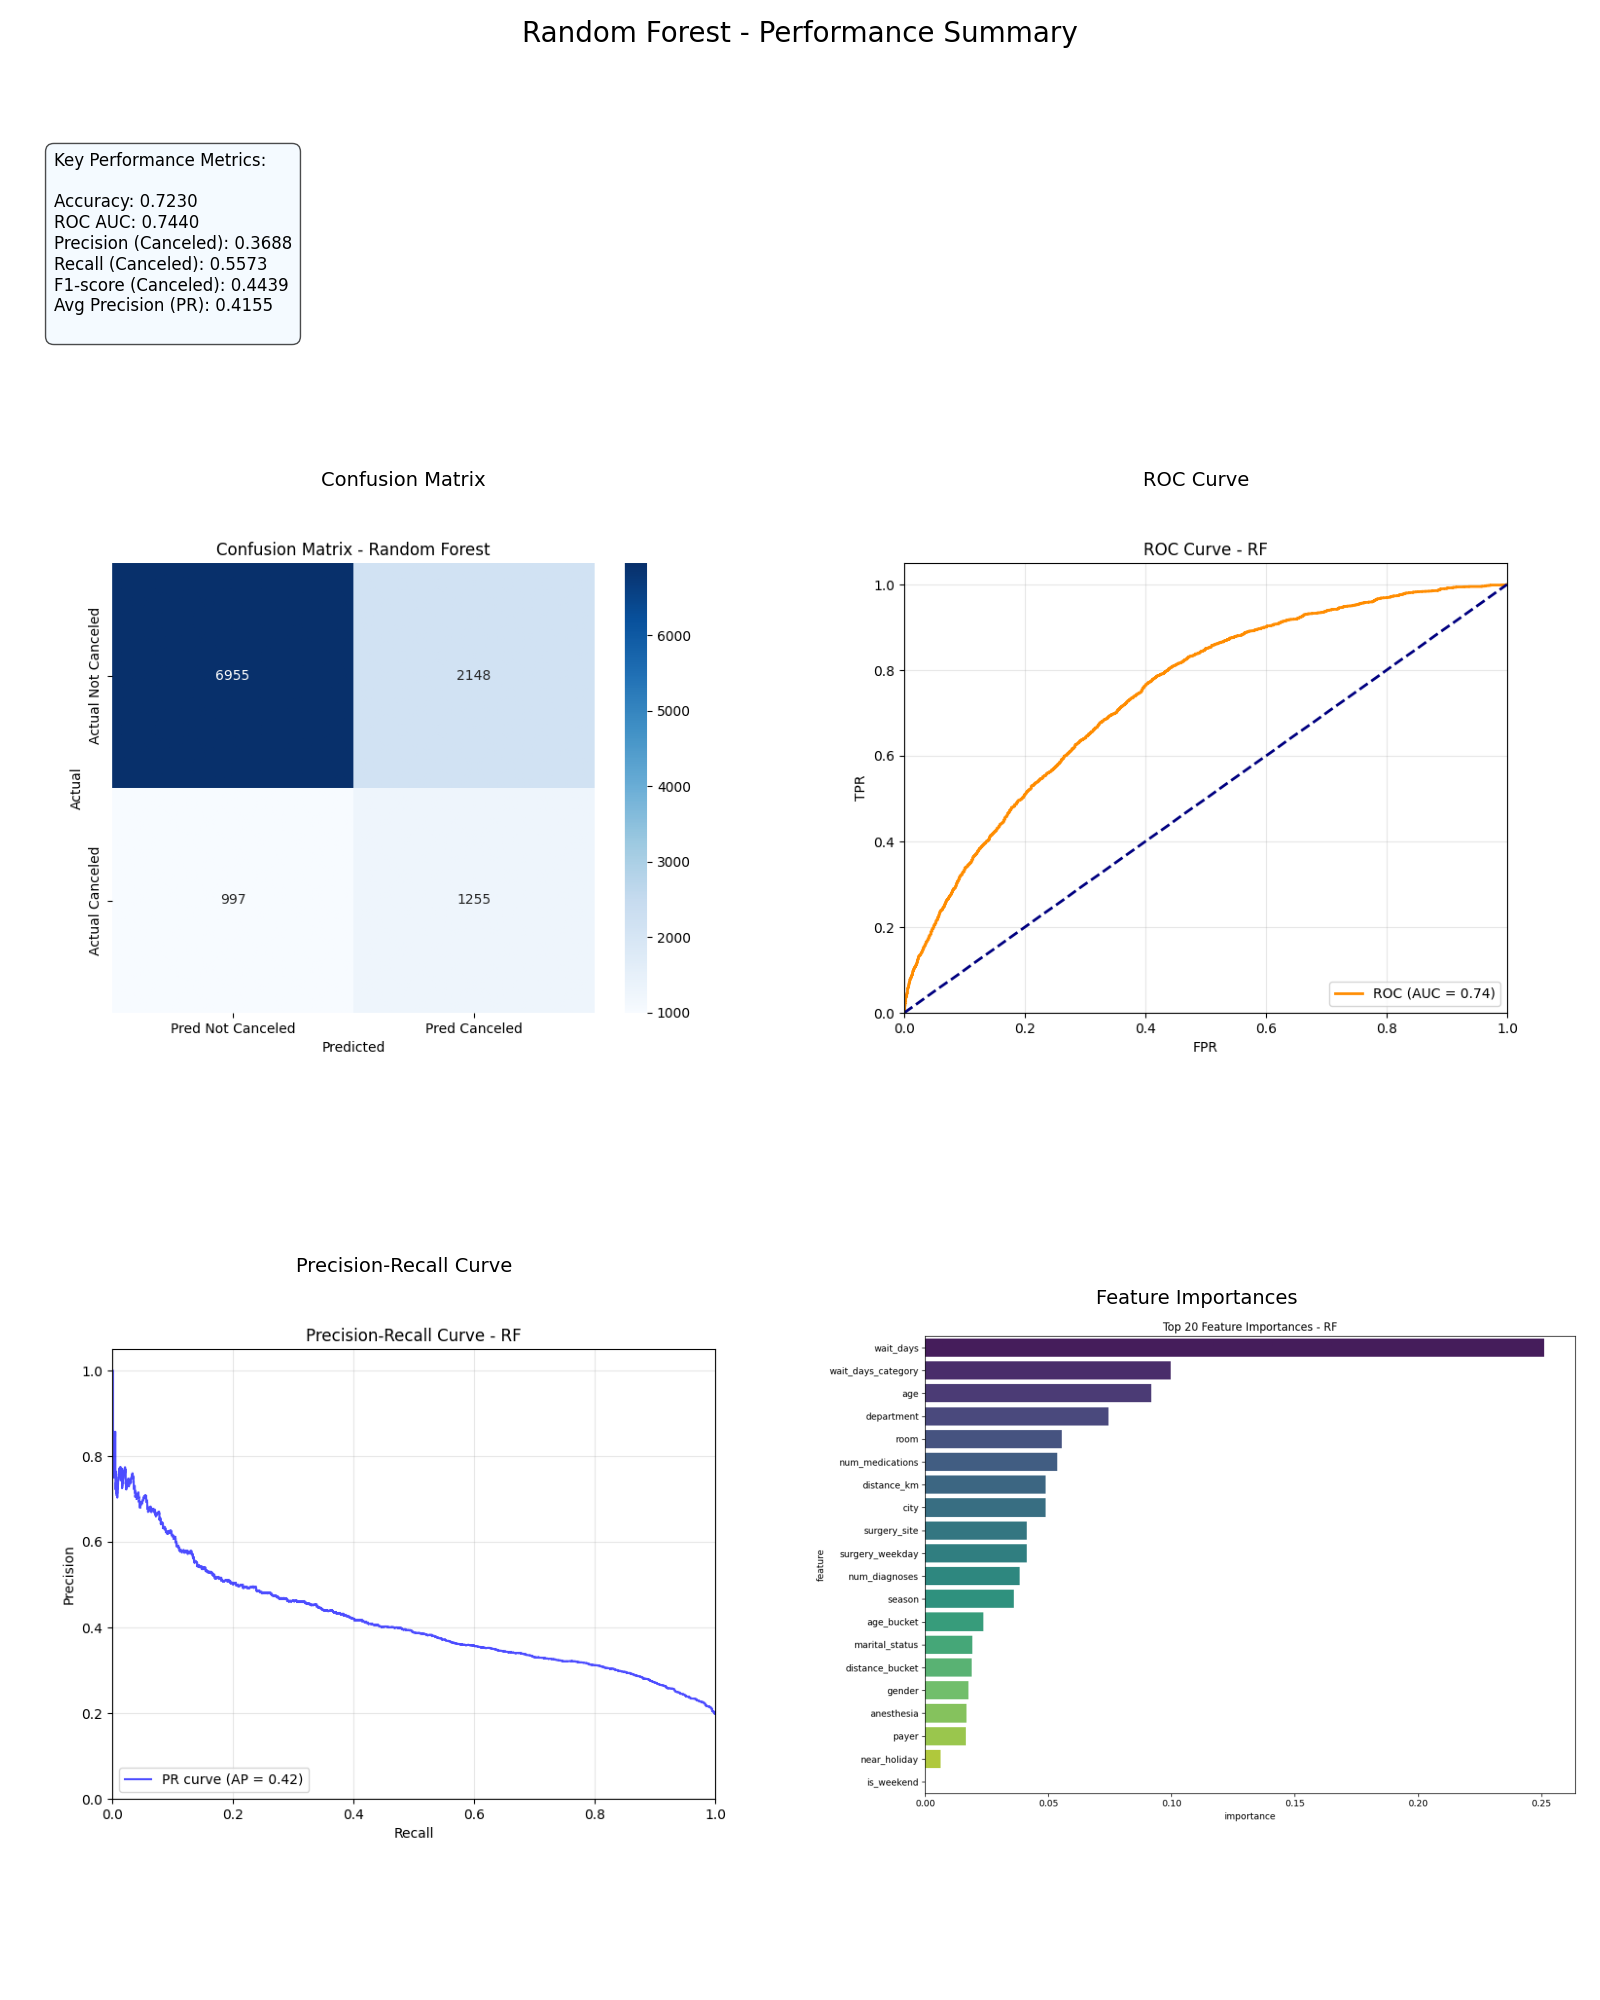 Random Forest - Performance Summary
Key Performance Metrics:
Accuracy: 0.7230
ROC AUC: 0.7440
Precision (Canceled): 0.3688
Recall (Canceled): 0.5573
F1-score (Canceled): 0.4439
Avg Precision (PR): 0.4155
Confusion Matrix
Confusion Matrix - Random Forest
Actual
Actual Not Canceled
Actual Canceled
6955
2148
997
1255
6000
5000
4000
3000
2000
1000
Pred Not Canceled
Pred Canceled
Predicted
ROC Curve
ROC Curve - RF
TPR
1.0
0.8
0.6
0.4
0.2
0.0
ROC (AUC = 0.74)
0.0 0.2 0.4 0.6 0.8 1.0
FPR
Precision-Recall Curve
Precision-Recall Curve - RF
Precision
1.0
0.8
0.6
0.4
0.2
0.0
PR curve (AP = 0.42)
0.0 0.2 0.4 0.6 0.8 1.0
Recall
Feature Importances
Top 20 Feature Importances - RF
feature
wait_days
wait_days_category
age
department
room
num_medications
distance_km
city
surgery_site
surgery_weekday
num_diagnoses
season
age_bucket
marital_status
distance_bucket
gender
anesthesia
payer
near_holiday
is_weekend
0.00 0.05 0.10 0.15 0.20 0.25
importance